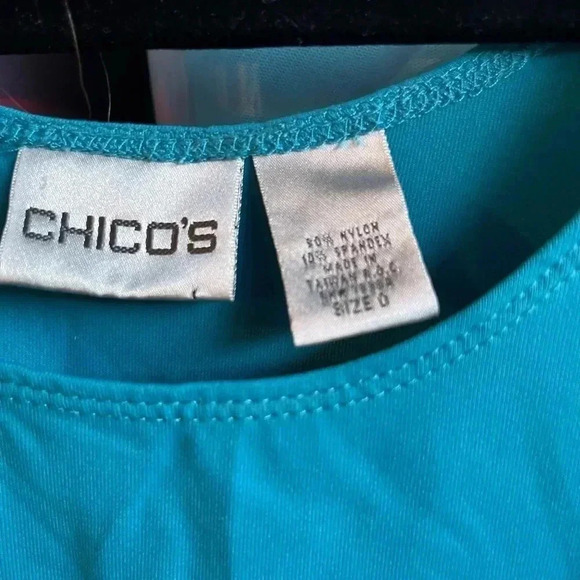 CHICO'S
90% NYLON
10% SPANDEX
MADE IN
TAIWAN R.O.C.
SIZE 0